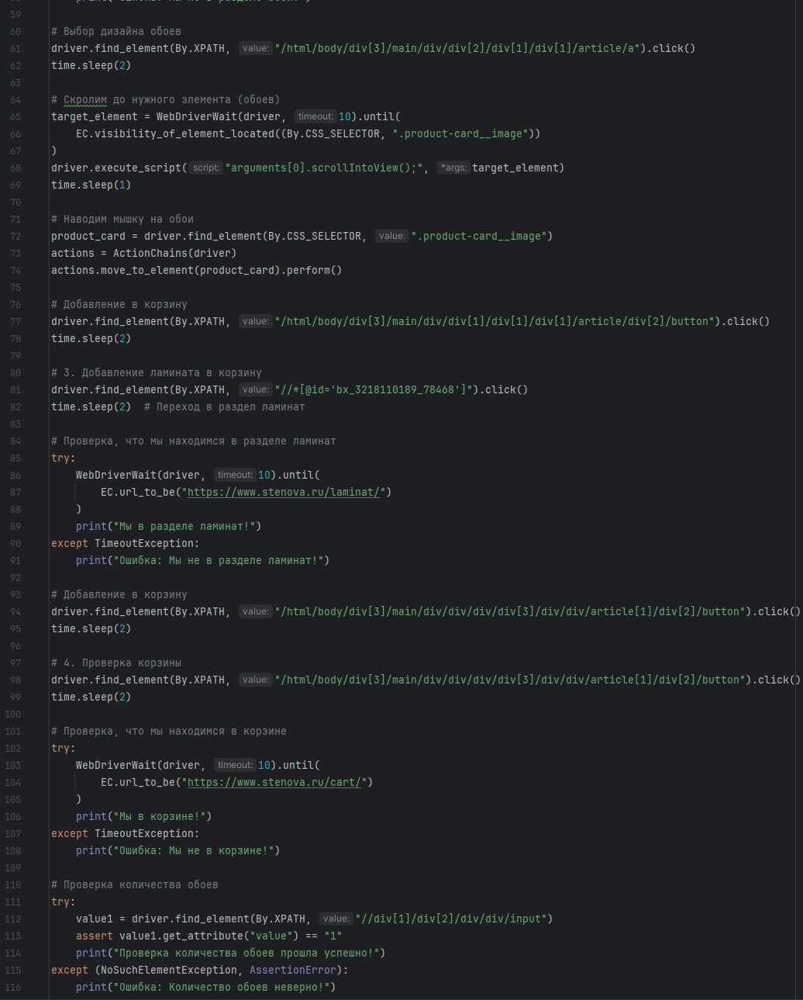 59
60 # Выбор дизайна обоев
61 driver.find_element(By.XPATH, value: "/html/body/div[3]/main/div/div[2]/div[1]/div[1]/article/a").click()
62 time.sleep(2)
63
64 # Скролим до нужного элемента (обоев)
65 target_element = WebDriverWait(driver, timeout: 10).until(
66     EC.visibility_of_element_located((By.CSS_SELECTOR, ".product-card__image"))
67 )
68 driver.execute_script( script: "arguments[0].scrollIntoView();", *args: target_element)
69 time.sleep(1)
70
71 # Наводим мышку на обои
72 product_card = driver.find_element(By.CSS_SELECTOR, value: ".product-card__image")
73 actions = ActionChains(driver)
74 actions.move_to_element(product_card).perform()
75
76 # Добавление в корзину
77 driver.find_element(By.XPATH, value: "/html/body/div[3]/main/div/div[1]/div[1]/div[1]/article/div[2]/button").click()
78 time.sleep(2)
79
80 # 3. Добавление ламината в корзину
81 driver.find_element(By.XPATH, value: "//*[@id='bx_3218110189_78468']").click()
82 time.sleep(2)  # Переход в раздел ламинат
83
84 # Проверка, что мы находимся в разделе ламинат
85 try:
86     WebDriverWait(driver, timeout: 10).until(
87         EC.url_to_be("https://www.stenova.ru/laminat/")
88     )
89     print("Мы в разделе ламинат!")
90 except TimeoutException:
91     print("Ошибка: Мы не в разделе ламинат!")
92
93 # Добавление в корзину
94 driver.find_element(By.XPATH, value: "/html/body/div[3]/main/div/div/div/div[3]/div/div/article[1]/div[2]/button").click()
95 time.sleep(2)
96
97 # 4. Проверка корзины
98 driver.find_element(By.XPATH, value: "/html/body/div[3]/main/div/div/div/div[3]/div/div/article[1]/div[2]/button").click()
99 time.sleep(2)
100
101 # Проверка, что мы находимся в корзине
102 try:
103     WebDriverWait(driver, timeout: 10).until(
104         EC.url_to_be("https://www.stenova.ru/cart/")
105     )
106     print("Мы в корзине!")
107 except TimeoutException:
108     print("Ошибка: Мы не в корзине!")
109
110 # Проверка количества обоев
111 try:
112     value1 = driver.find_element(By.XPATH, value: "//div[1]/div[2]/div/div/input")
113     assert value1.get_attribute("value") == "1"
114     print("Проверка количества обоев прошла успешно!")
115 except (NoSuchElementException, AssertionError):
116     print("Ошибка: Количество обоев неверно!")